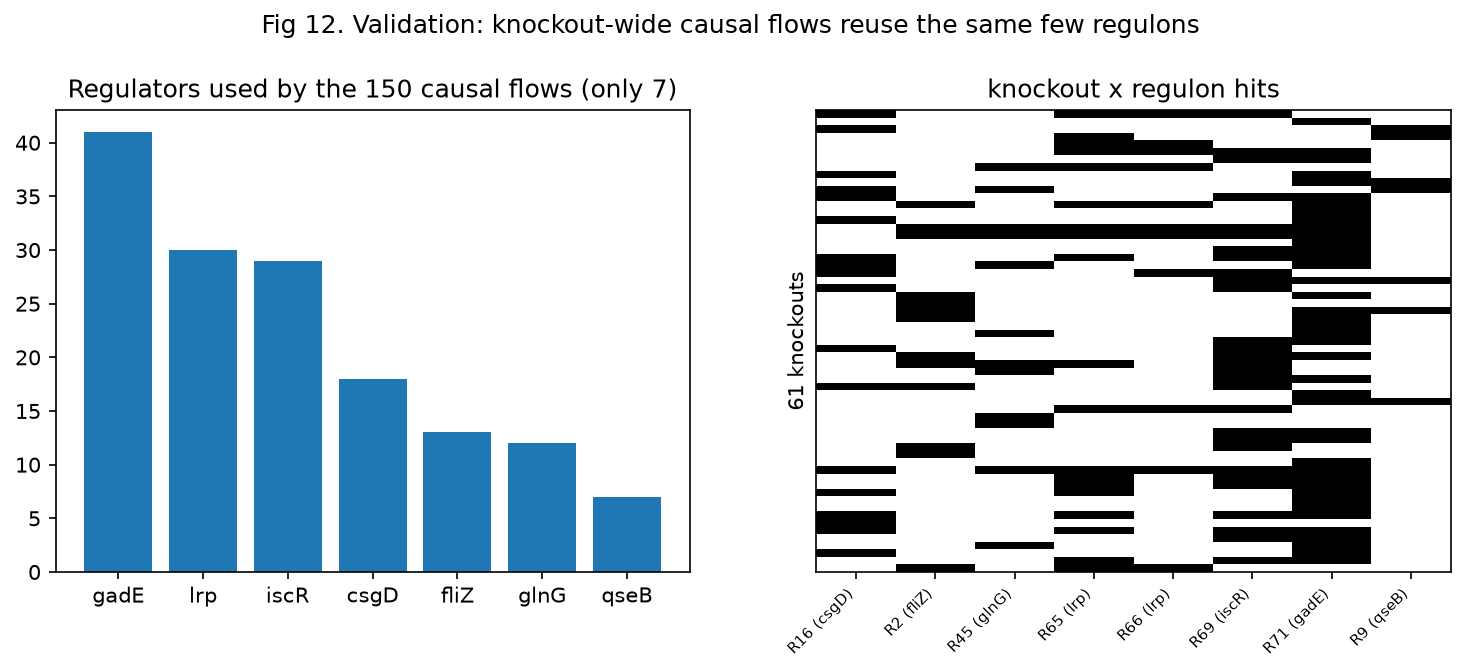 Fig 12. Validation: knockout-wide causal flows reuse the same few regulons
Regulators used by the 150 causal flows (only 7)
40
35
30
25
20
15
10
5
0
gadE lrp iscR csgD fliZ glnG qseB
knockout x regulon hits
61 knockouts
R16 (csgD)
R2 (fliZ)
R45 (glnG)
R65 (lrp)
R66 (lrp)
R69 (iscR)
R71 (gadE)
R9 (qseB)